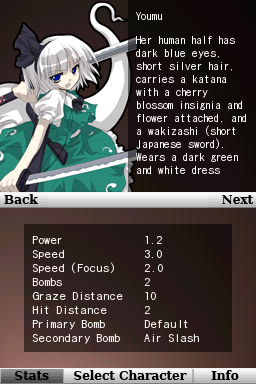 Youmu
Her human half has
dark blue eyes,
short silver hair,
carries a katana
with a cherry
blossom insignia and
flower attached, and
a wakizashi (short
Japanese sword).
Wears a dark green
and white dress
Back Next
Power 1.2
Speed 3.0
Speed (Focus) 2.0
Bombs 2
Graze Distance 10
Hit Distance 2
Primary Bomb Default
Secondary Bomb Air Slash
Stats Select Character Info